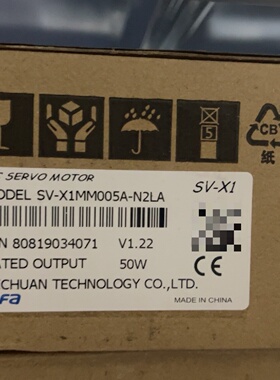 5
CB
纸
SERVO MOTOR
SV-X1
ODEL SV-X1MM005A-N2LA
N 80819034071 V1.22
ATED OUTPUT 50W
CE
CHUAN TECHNOLOGY CO.,LTD.
MADE IN CHINA
fa